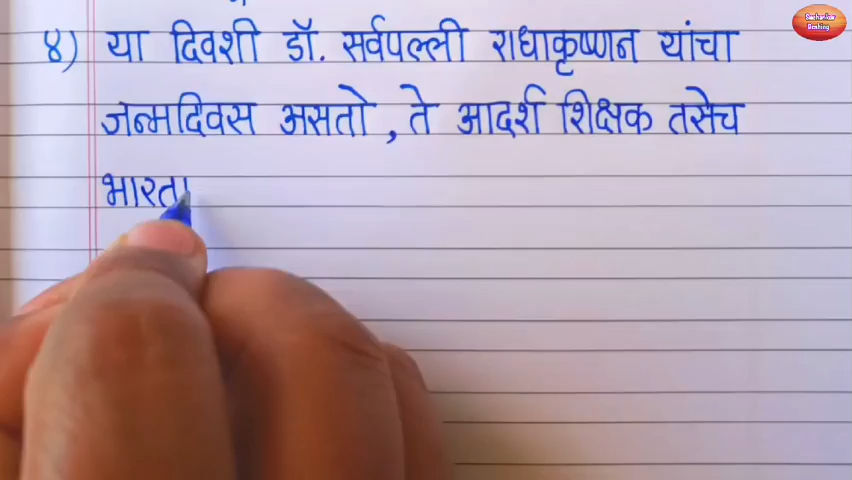 ४) या दिवशी डॉ. सर्वपल्ली राधाकृष्णन यांचा
जन्मदिवस असतो, ते आदर्श शिक्षक तसेच
भारता